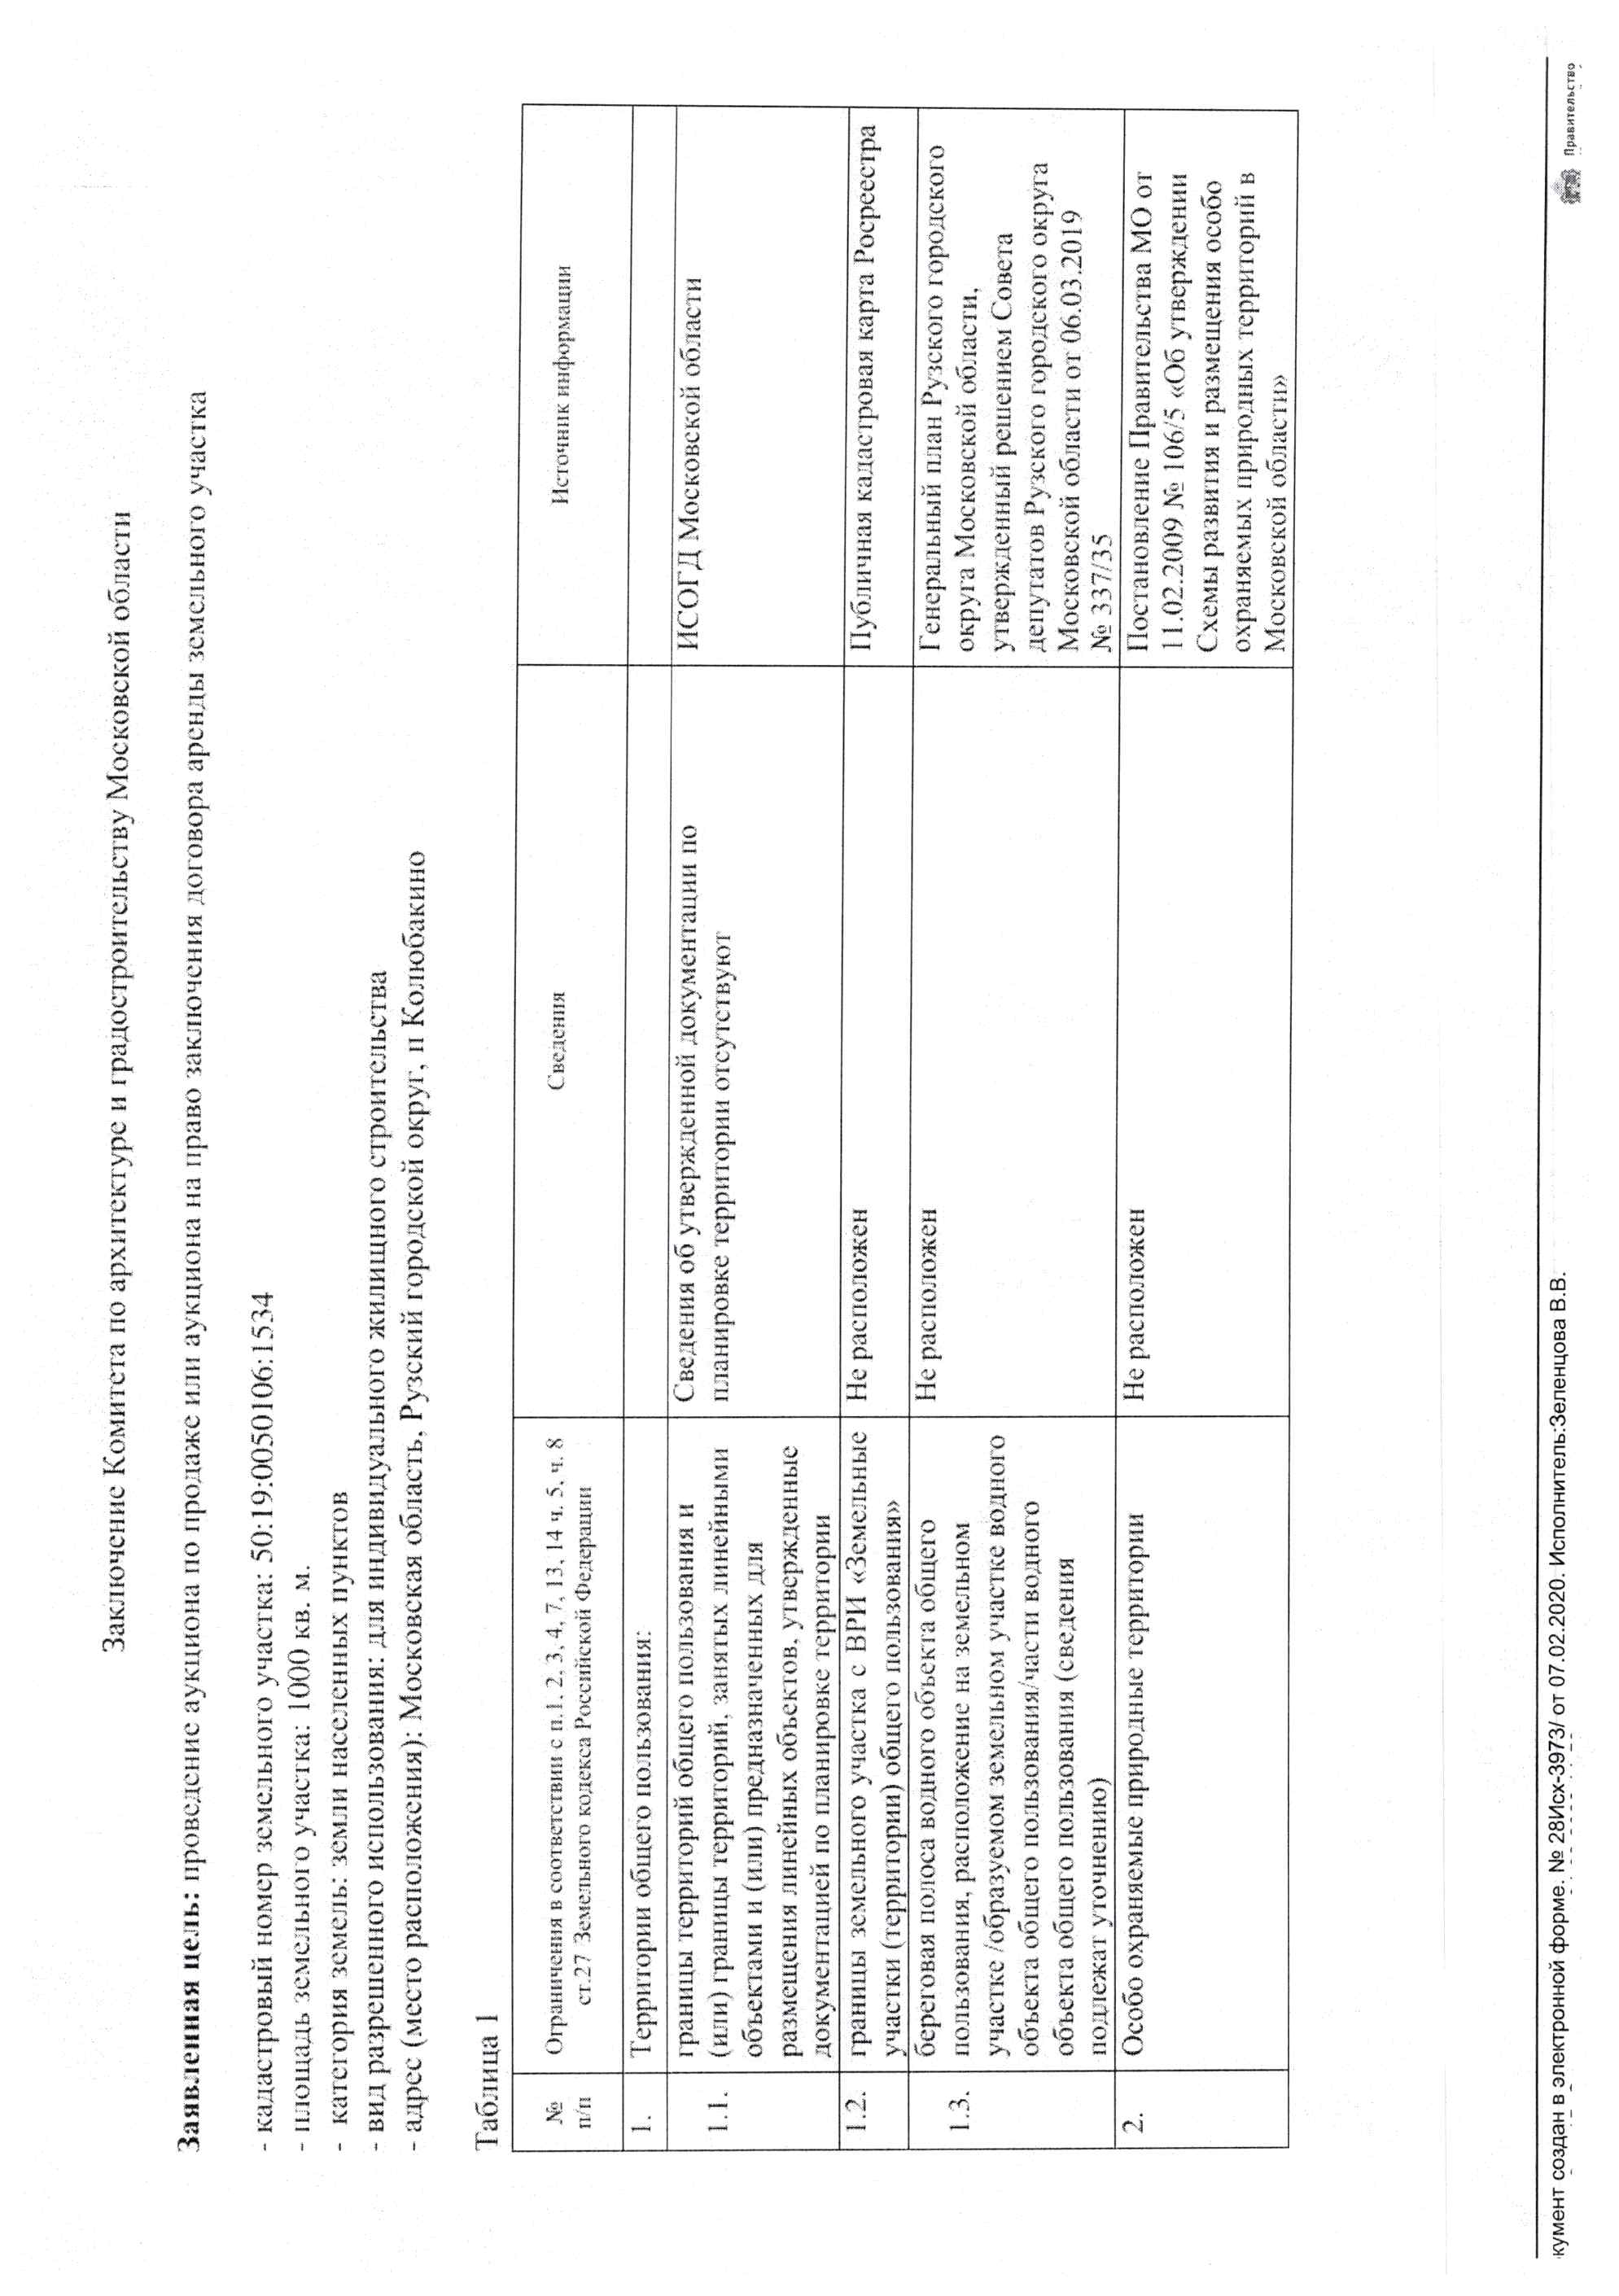 Заключение Комитета по архитектуре и градостроительству Московской области
Заявленная цель: проведение аукциона по продаже или аукциона на право заключения договора аренды земельного участка
- кадастровый номер земельного участка: 50:19:0050106:1534
- площадь земельного участка: 1000 кв. м.
- категория земель: земли населенных пунктов
- вид разрешенного использования: для индивидуального жилищного строительства
- адрес (место расположения): Московская область, Рузский городской округ, п Колюбакино
Таблица 1
№
п/п
Ограничения в соответствии с п.1, 2, 3, 4, 7, 13, 14 ч. 5, ч. 8
ст.27 Земельного кодекса Российской Федерации
Сведения
Источник информации
1.
Территории общего пользования:
1.1.
границы территорий общего пользования и
(или) границы территорий, занятых линейными
объектами и (или) предназначенных для
размещения линейных объектов, утвержденные
документацией по планировке территории
Сведения об утвержденной документации по
планировке территории отсутствуют
ИСОГД Московской области
1.2.
границы земельного участка с ВРИ «Земельные
участки (территории) общего пользования»
Не расположен
Публичная кадастровая карта Росреестра
1.3.
береговая полоса водного объекта общего
пользования, расположение на земельном
участке /образуемом земельном участке водного
объекта общего пользования/части водного
объекта общего пользования (сведения
подлежат уточнению)
Не расположен
Генеральный план Рузского городского
округа Московской области,
утвержденный решением Совета
депутатов Рузского городского округа
Московской области от 06.03.2019
№ 337/35
2.
Особо охраняемые природные территории
Не расположен
Постановление Правительства МО от
11.02.2009 № 106/5 «Об утверждении
Схемы развития и размещения особо
охраняемых природных территорий в
Московской области»
кумент создан в электронной форме. № 28Исх-3973/ от 07.02.2020. Исполнитель:Зеленцова В.В.
Правительство